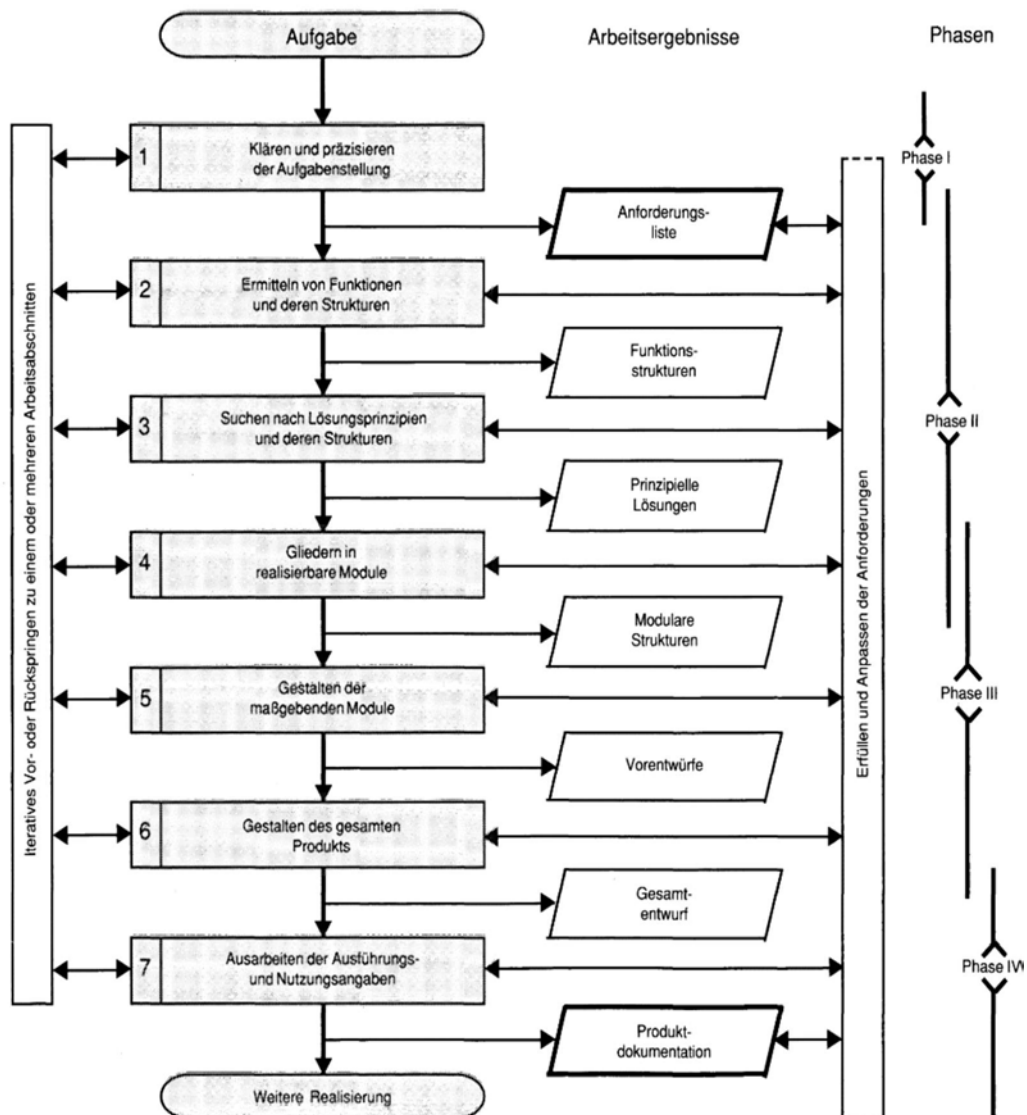 Aufgabe
Arbeitsergebnisse
Phasen
1
Klären und präzisieren
der Aufgabenstellung
Phase I
Anforderungs-
liste
2
Ermitteln von Funktionen
und deren Strukturen
Funktions-
strukturen
3
Suchen nach Lösungsprinzipien
und deren Strukturen
Phase II
Prinzipielle
Lösungen
4
Gliedern in
realisierbare Module
Modulare
Strukturen
5
Gestalten der
maßgebenden Module
Phase III
Vorentwürfe
6
Gestalten des gesamten
Produkts
Gesamt-
entwurf
7
Ausarbeiten der Ausführungs-
und Nutzungsangaben
Phase IV
Produkt-
dokumentation
Weitere Realisierung
Iteratives Vor- oder Rückspringen zu einem oder mehreren Arbeitsabschnitten
Erfüllen und Anpassen der Anforderungen